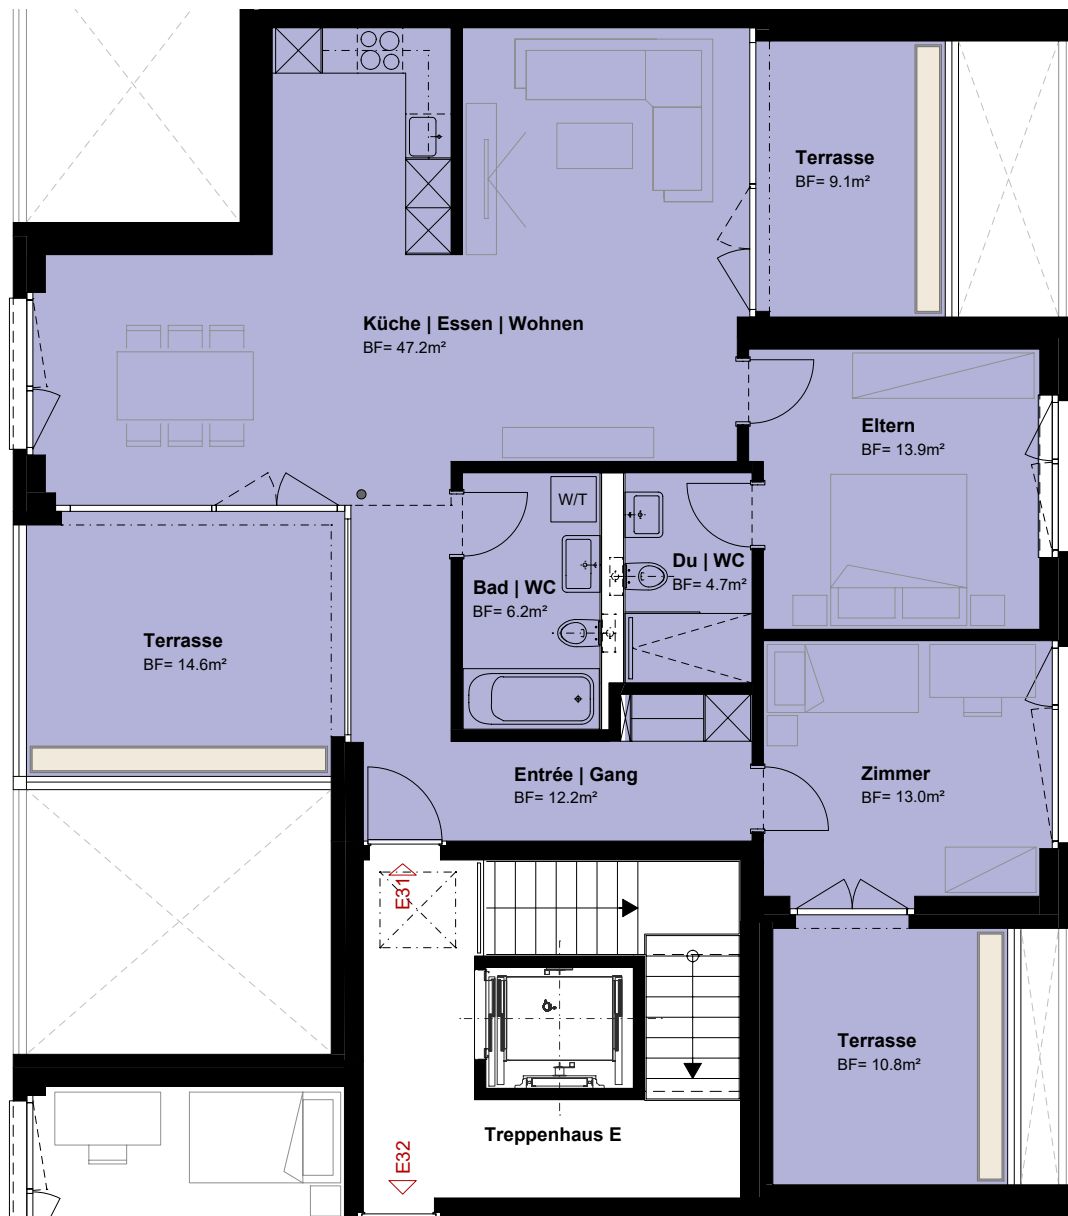 Terrasse
BF= 9.1m²
Küche | Essen | Wohnen
BF= 47.2m²
Eltern
BF= 13.9m²
W/T
Du | WC
BF= 4.7m²
Bad | WC
BF= 6.2m²
Terrasse
BF= 14.6m²
Entrée | Gang
BF= 12.2m²
Zimmer
BF= 13.0m²
E31
Terrasse
BF= 10.8m²
Treppenhaus E
E32